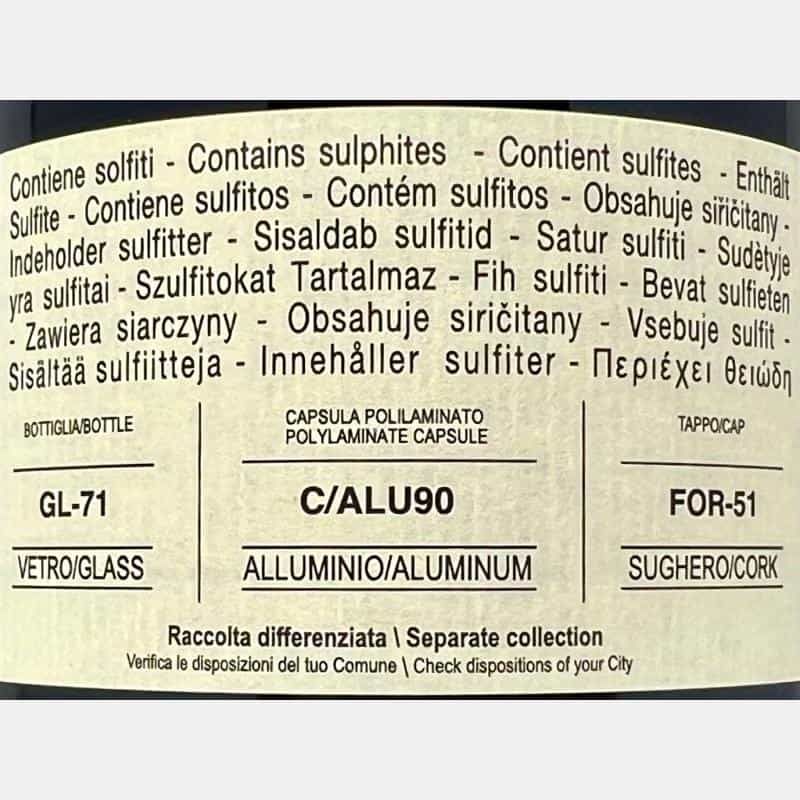 Contiene solfiti - Contains sulphites - Contient sulfites - Enthält
Sulfite - Contiene sulfitos - Contém sulfitos - Obsahuje siřičitany -
Indeholder sulfitter - Sisaldab sulfitid - Satur sulfiti - Sudètyje
yra sulfitai - Szulfitokat Tartalmaz - Fih sulfiti - Bevat sulfieten
- Zawiera siarczyny - Obsahuje siričitany - Vsebuje sulfit -
Sisãltää sulfiitteja - Innehåller sulfiter - Περιέχει θειώδη
BOTTIGLIA/BOTTLE
GL-71
VETRO/GLASS
CAPSULA POLILAMINATO
POLYLAMINATE CAPSULE
C/ALU90
ALLUMINIO/ALUMINUM
TAPPO/CAP
FOR-51
SUGHERO/CORK
Raccolta differenziata \ Separate collection
Verifica le disposizioni del tuo Comune \ Check dispositions of your City